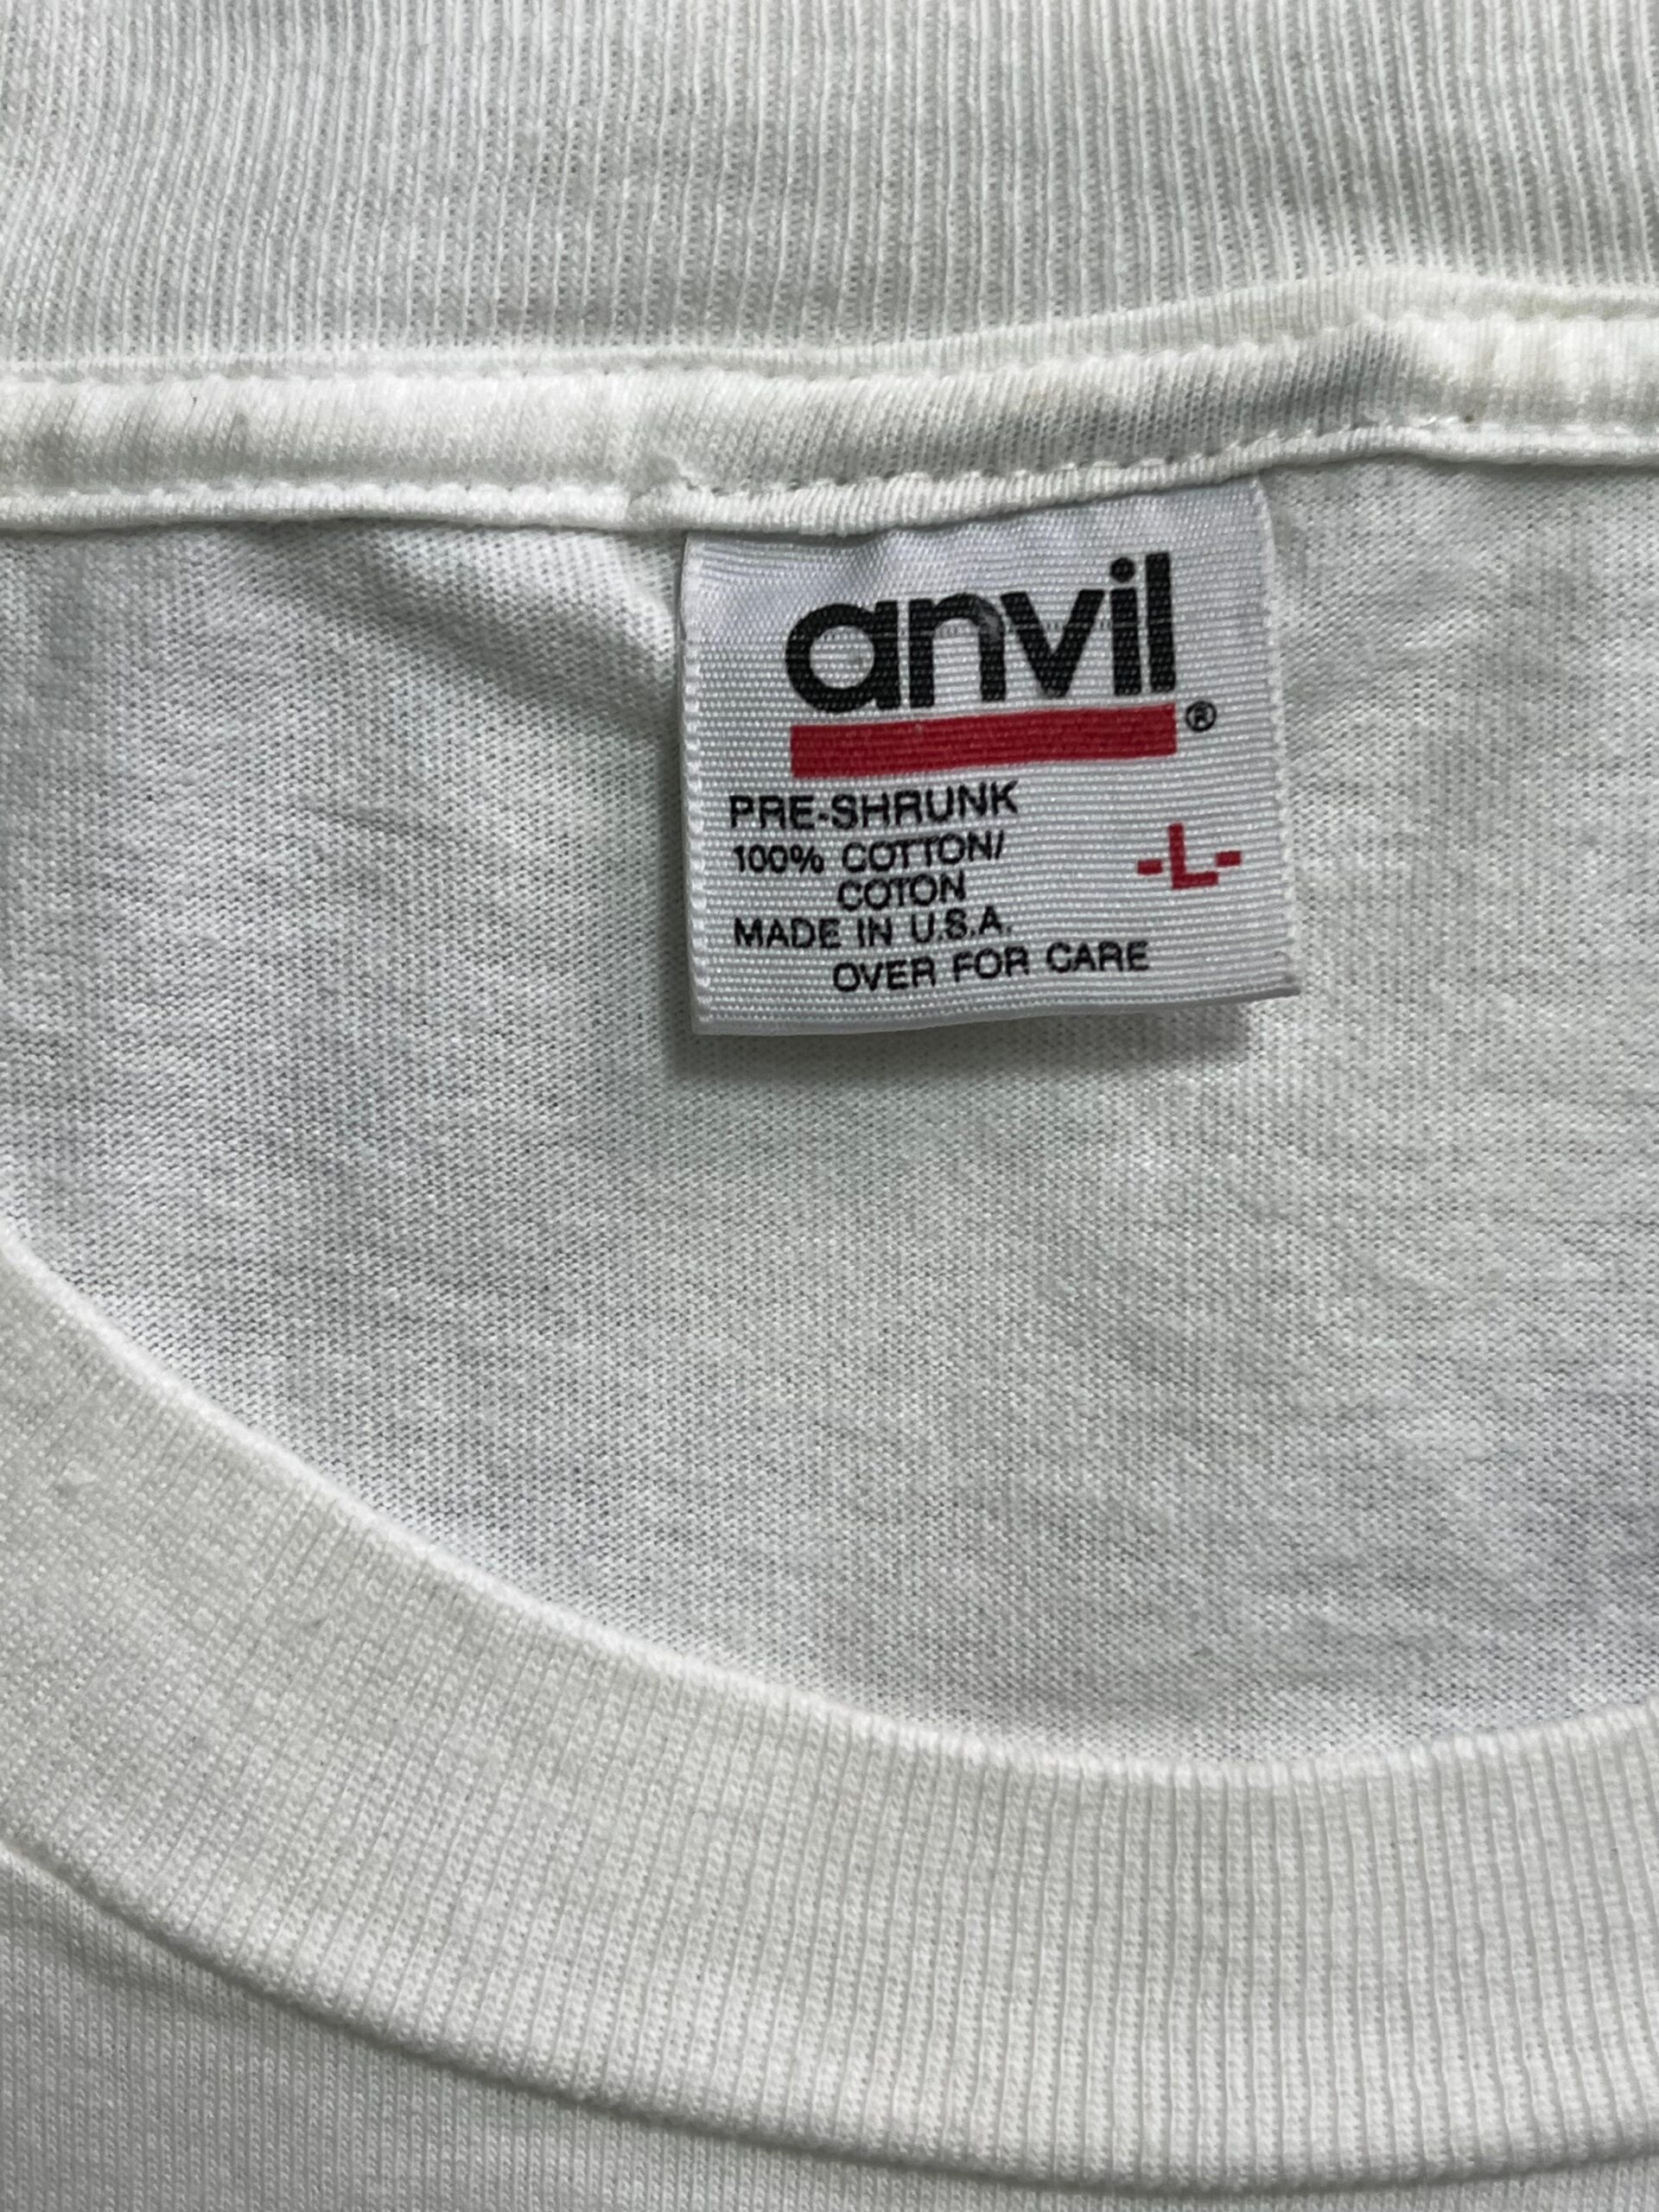 anvil®
PRE-SHRUNK
100% COTTON/
COTON
-L-
MADE IN U.S.A.
OVER FOR CARE